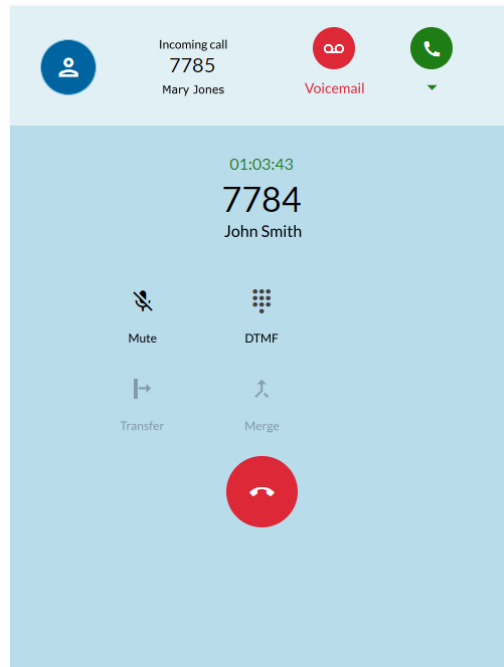 Incoming call
7785
Mary Jones
Voicemail
01:03:43
7784
John Smith
Mute
DTMF
Transfer
Merge